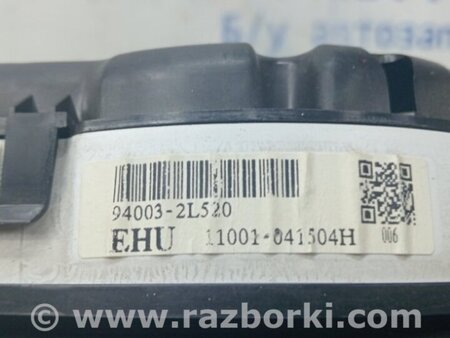 Б/у автозап
94003-2L520
EHU 11001-041504H
006
© www.razborki.com